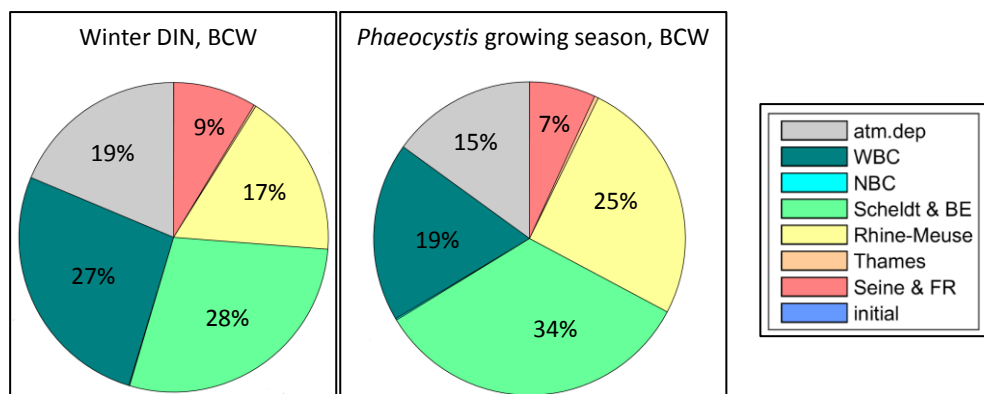 Winter DIN, BCW
9%
19%
17%
27%
28%
Phaeocystis growing season, BCW
7%
15%
25%
19%
34%
atm.dep
WBC
NBC
Scheldt & BE
Rhine-Meuse
Thames
Seine & FR
initial